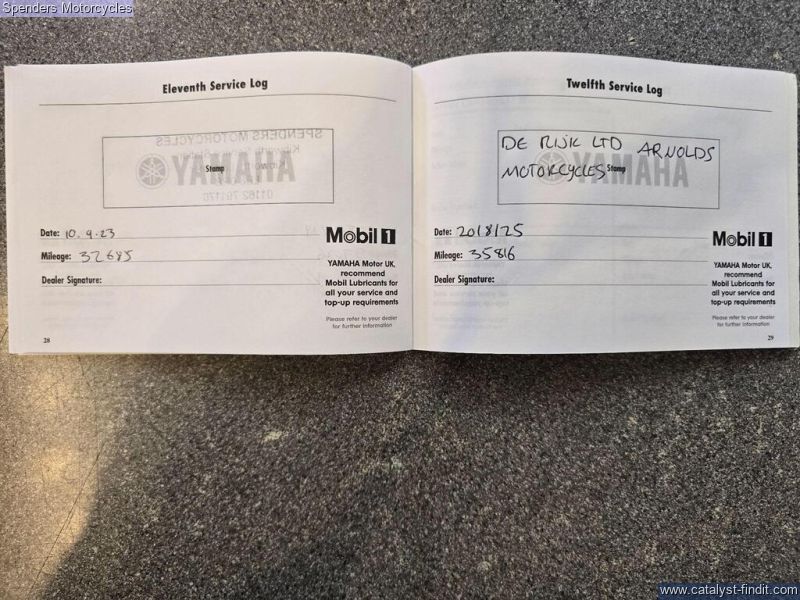 Spenders Motorcycles
Eleventh Service Log
YAMAHA
Stamp
Date: 10.9.23
Mileage: 32685
Dealer Signature:
Mobil 1
YAMAHA Motor UK,
recommend
Mobil Lubricants for
all your service and
top-up requirements
Please refer to your dealer
for further information
28
Twelfth Service Log
DE RIJK LTD ARNOLDS
MOTORCYCLES
YAMAHA
Stamp
Date: 20/8/25
Mileage: 35816
Dealer Signature:
Mobil 1
YAMAHA Motor UK,
recommend
Mobil Lubricants for
all your service and
top-up requirements
Please refer to your dealer
for further information
29
www.catalyst-findit.com